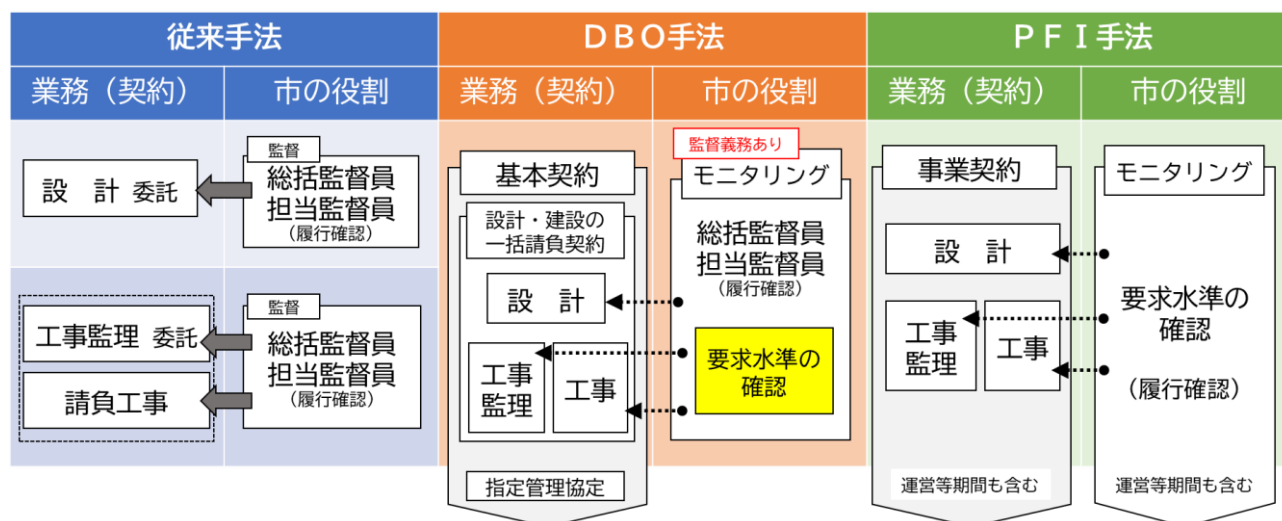 従来手法
ＤＢＯ手法
ＰＦＩ手法
業務（契約）
市の役割
業務（契約）
市の役割
業務（契約）
市の役割
設　計 委託
監督
総括監督員
担当監督員
（履行確認）
工事監理 委託
請負工事
監督
総括監督員
担当監督員
（履行確認）
基本契約
設計・建設の
一括請負契約
設　計
工事
監理
工事
指定管理協定
監督義務あり
モニタリング
総括監督員
担当監督員
（履行確認）
要求水準の
確認
事業契約
設　計
工事
監理
工事
運営等期間も含む
モニタリング
要求水準の
確認
（履行確認）
運営等期間も含む